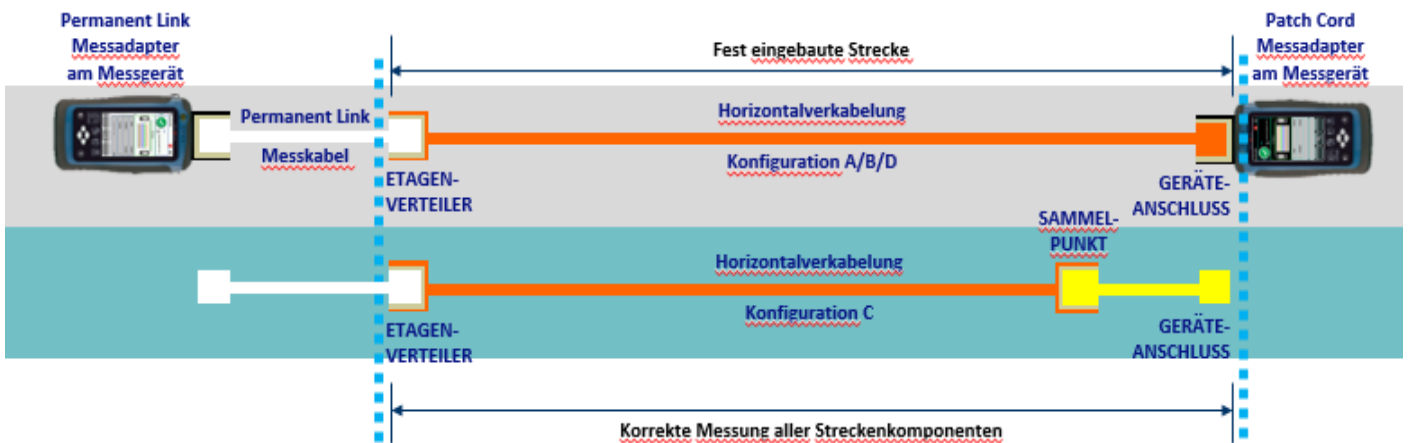 Permanent Link
Messadapter
am Messgerät
Patch Cord
Messadapter
am Messgerät
Fest eingebaute Strecke
Permanent Link
Messkabel
Horizontalverkabelung
Konfiguration A/B/D
ETAGEN-
VERTEILER
GERÄTE-
ANSCHLUSS
SAMMEL-
PUNKT
Horizontalverkabelung
Konfiguration C
ETAGEN-
VERTEILER
GERÄTE-
ANSCHLUSS
Korrekte Messung aller Streckenkomponenten